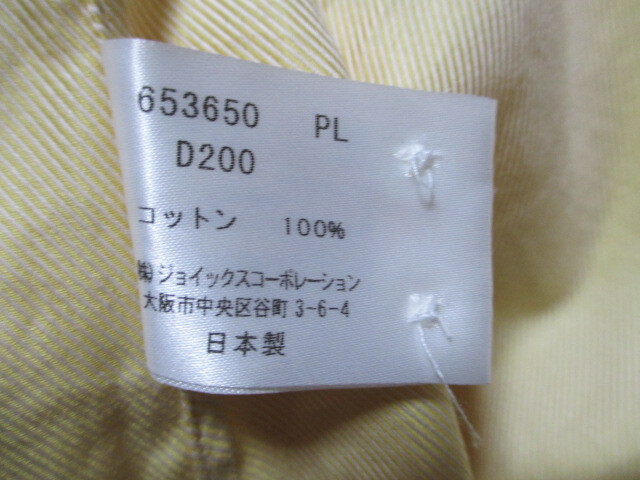 653650 PL
D200
コットン 100%
㈱ジョイックスコーポレーション
大阪市中央区谷町 3-6-4
日本製